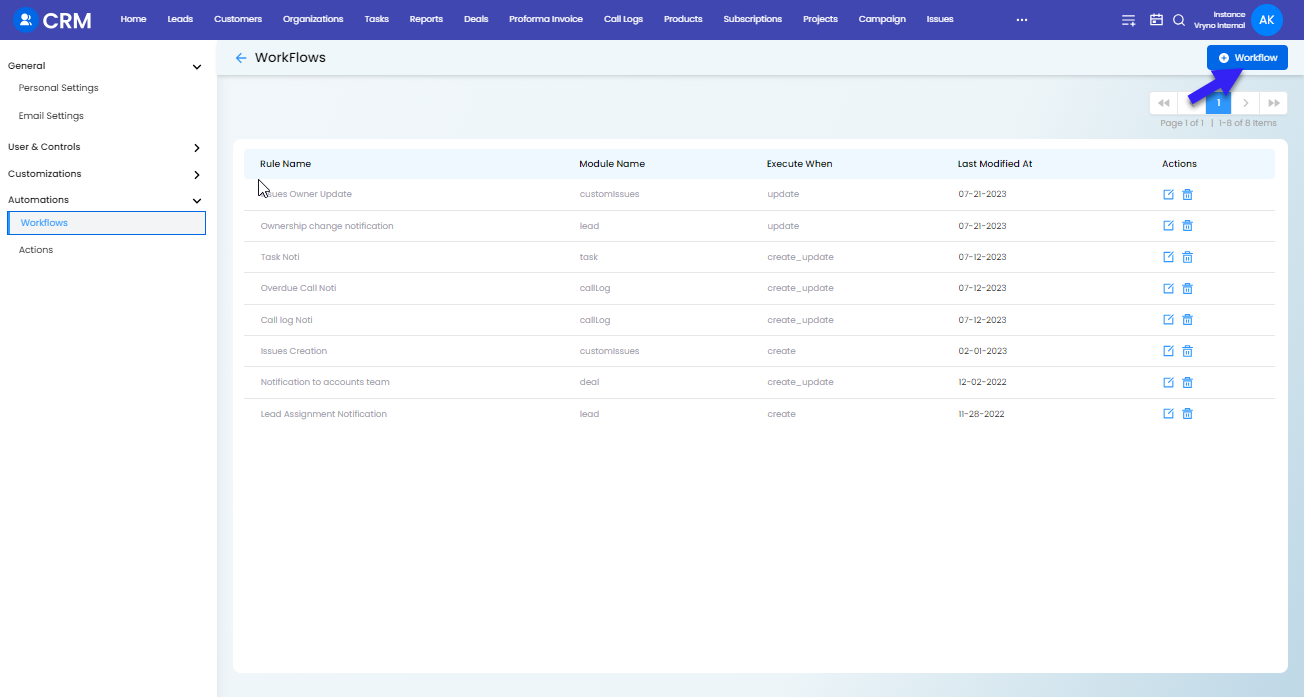 CRM
Home Leads Customers Organizations Tasks Reports Deals Proforma Invoice Call Logs Products Subscriptions Projects Campaign Issues
Instance
Vryno Internal
AK
General
Personal Settings
Email Settings
User & Controls
Customizations
Automations
Workflows
Actions
WorkFlows
Workflow
1
Page 1 of 1 | 1-8 of 8 Items
Rule Name Module Name Execute When Last Modified At Actions
Owner Update customIssues update 07-21-2023
Ownership change notification lead update 07-21-2023
Task Noti task create_update 07-12-2023
Overdue Call Noti callLog create_update 07-12-2023
Call log Noti callLog create_update 07-12-2023
Issues Creation customIssues create 02-01-2023
Notification to accounts team deal create_update 12-02-2022
Lead Assignment Notification lead create 11-28-2022